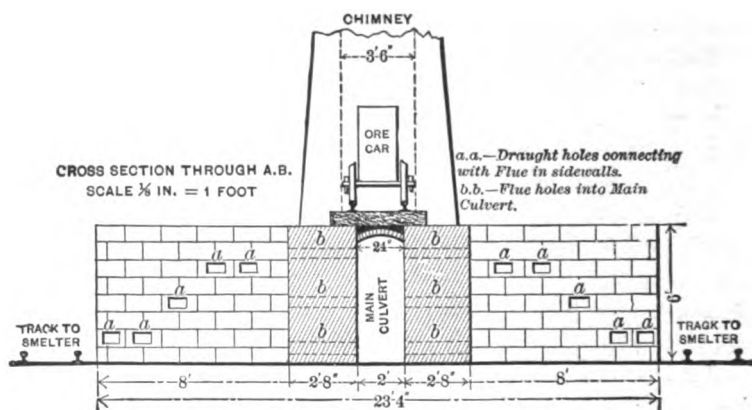 CHIMNEY
3'6"
ORE
CAR
CROSS SECTION THROUGH A.B.
SCALE ⅛ IN. = 1 FOOT
a.a.—Draught holes connecting
with Flue in sidewalls.
b.b.—Flue holes into Main
Culvert.
b 24" b
a a a a
b b
a a
MAIN CULVERT
6'
TRACK TO
SMELTER
a a b b a a
TRACK TO
SMELTER
8' 2'8" 2' 2'8" 8'
23'4"